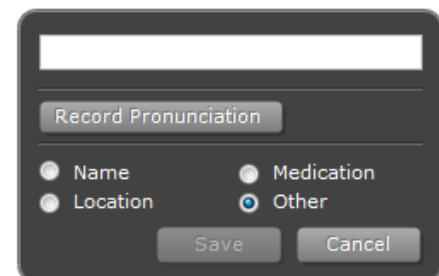 Record Pronunciation
Name Medication
Location Other
Save Cancel